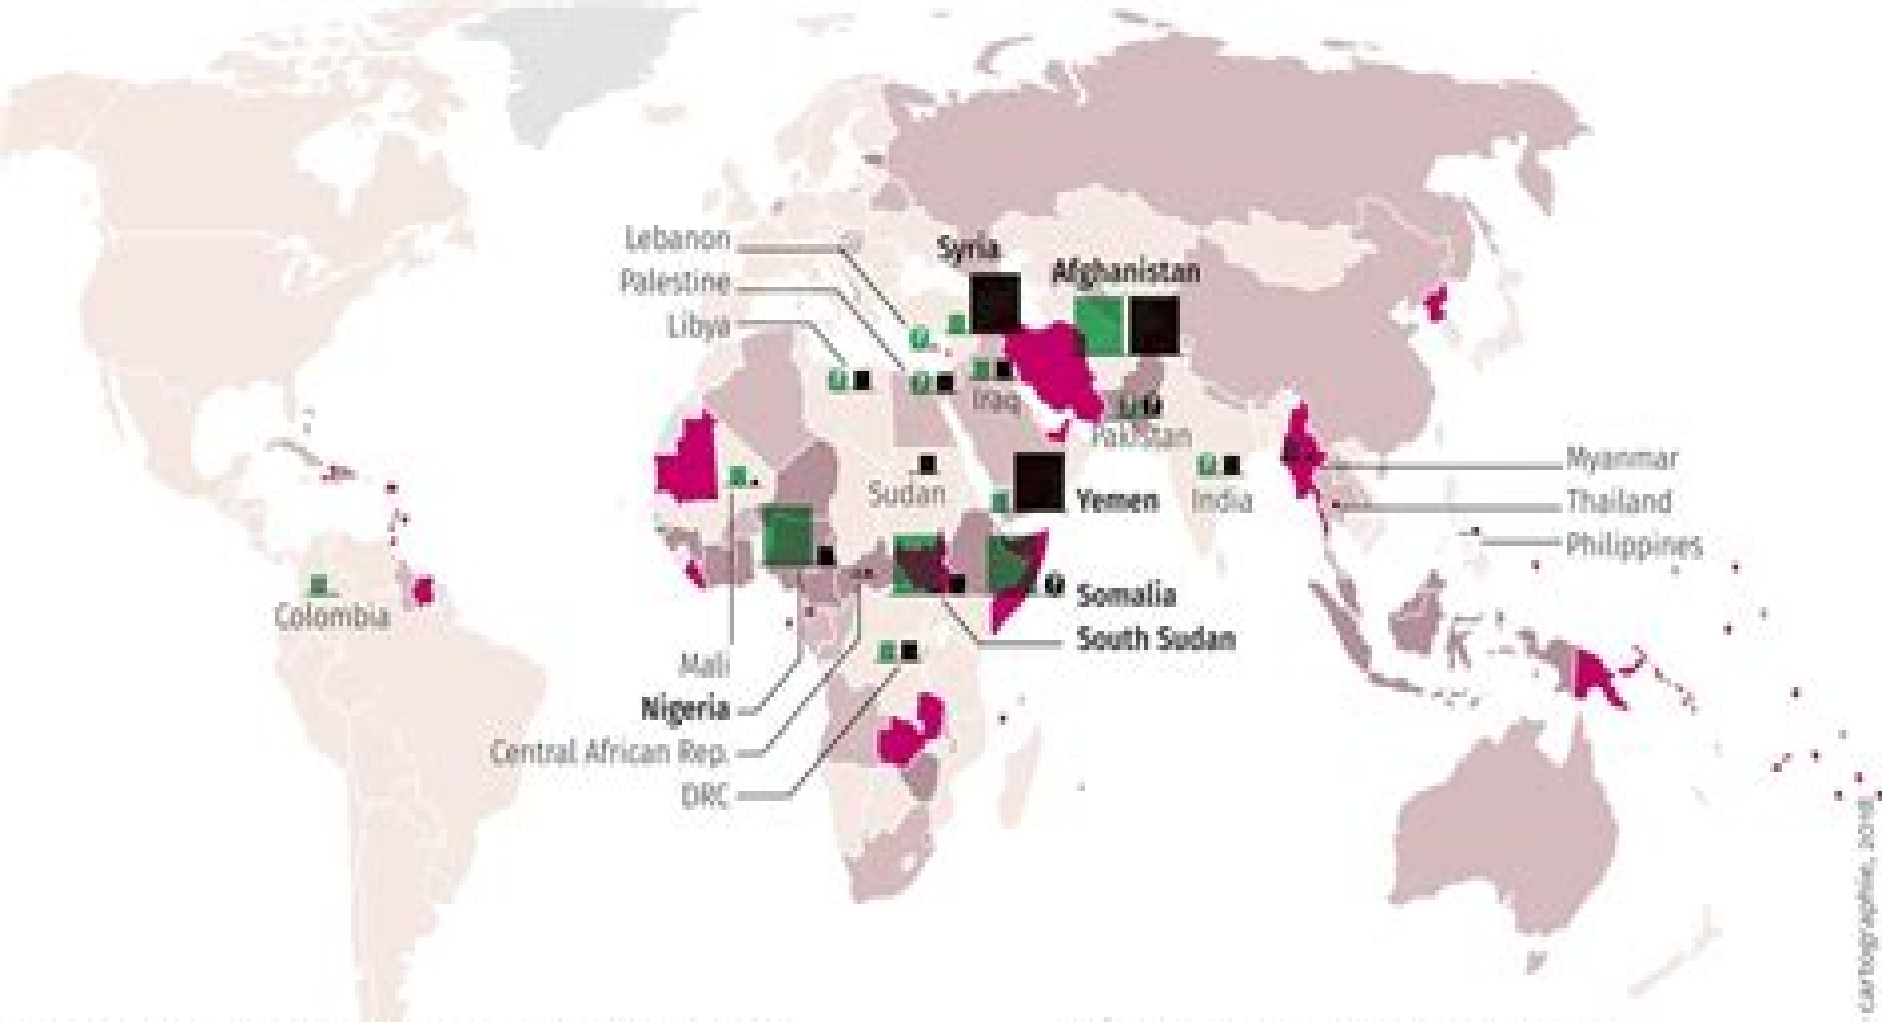 Lebanon
Syria
Palestine
Afghanistan
Libya
Iraq
Pakistan
Sudan
Yemen
India
Myanmar
Thailand
Philippines
Colombia
Somalia
South Sudan
Mali
Nigeria
Central African Rep.
DRC
cartographie,